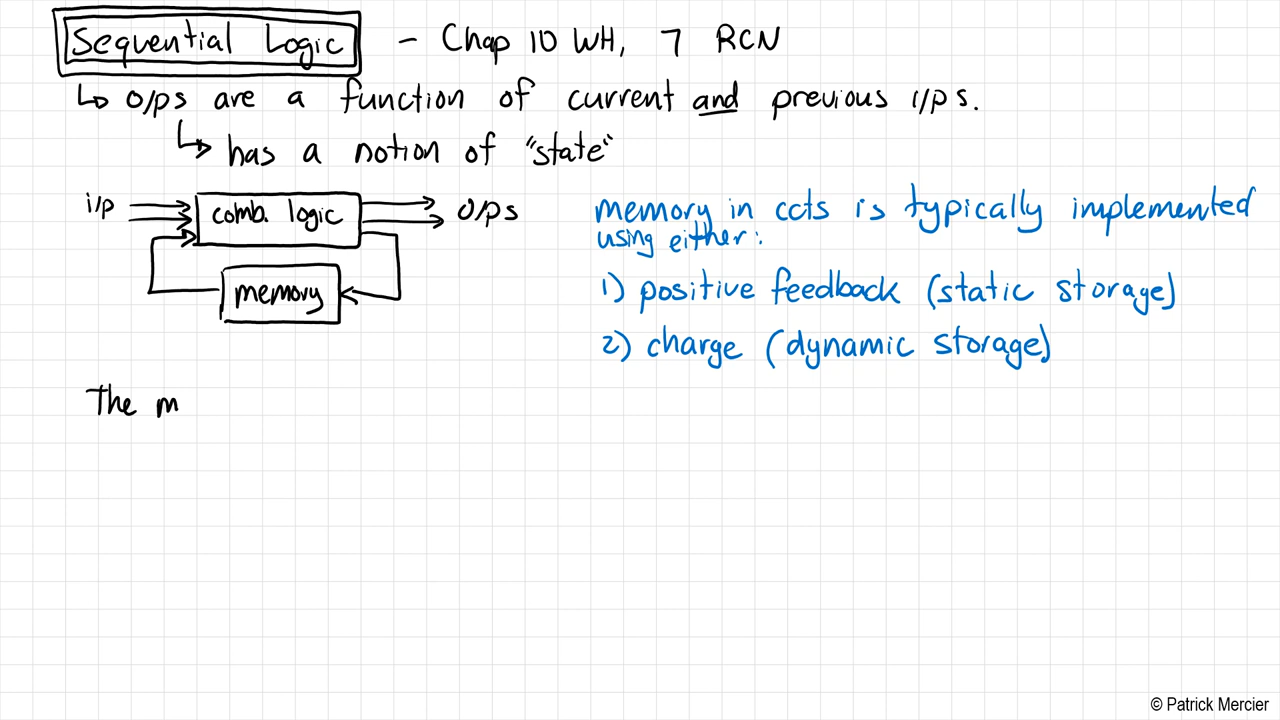 Sequential Logic - Chap 10 WH, 7 RCN
↳ O/ps are a function of current and previous i/ps.
↳ has a notion of "state"
i/p
comb. logic
O/ps
memory
memory in ccts is typically implemented
using either:
1) positive feedback (static storage)
2) charge (dynamic storage)
The m
© Patrick Mercier